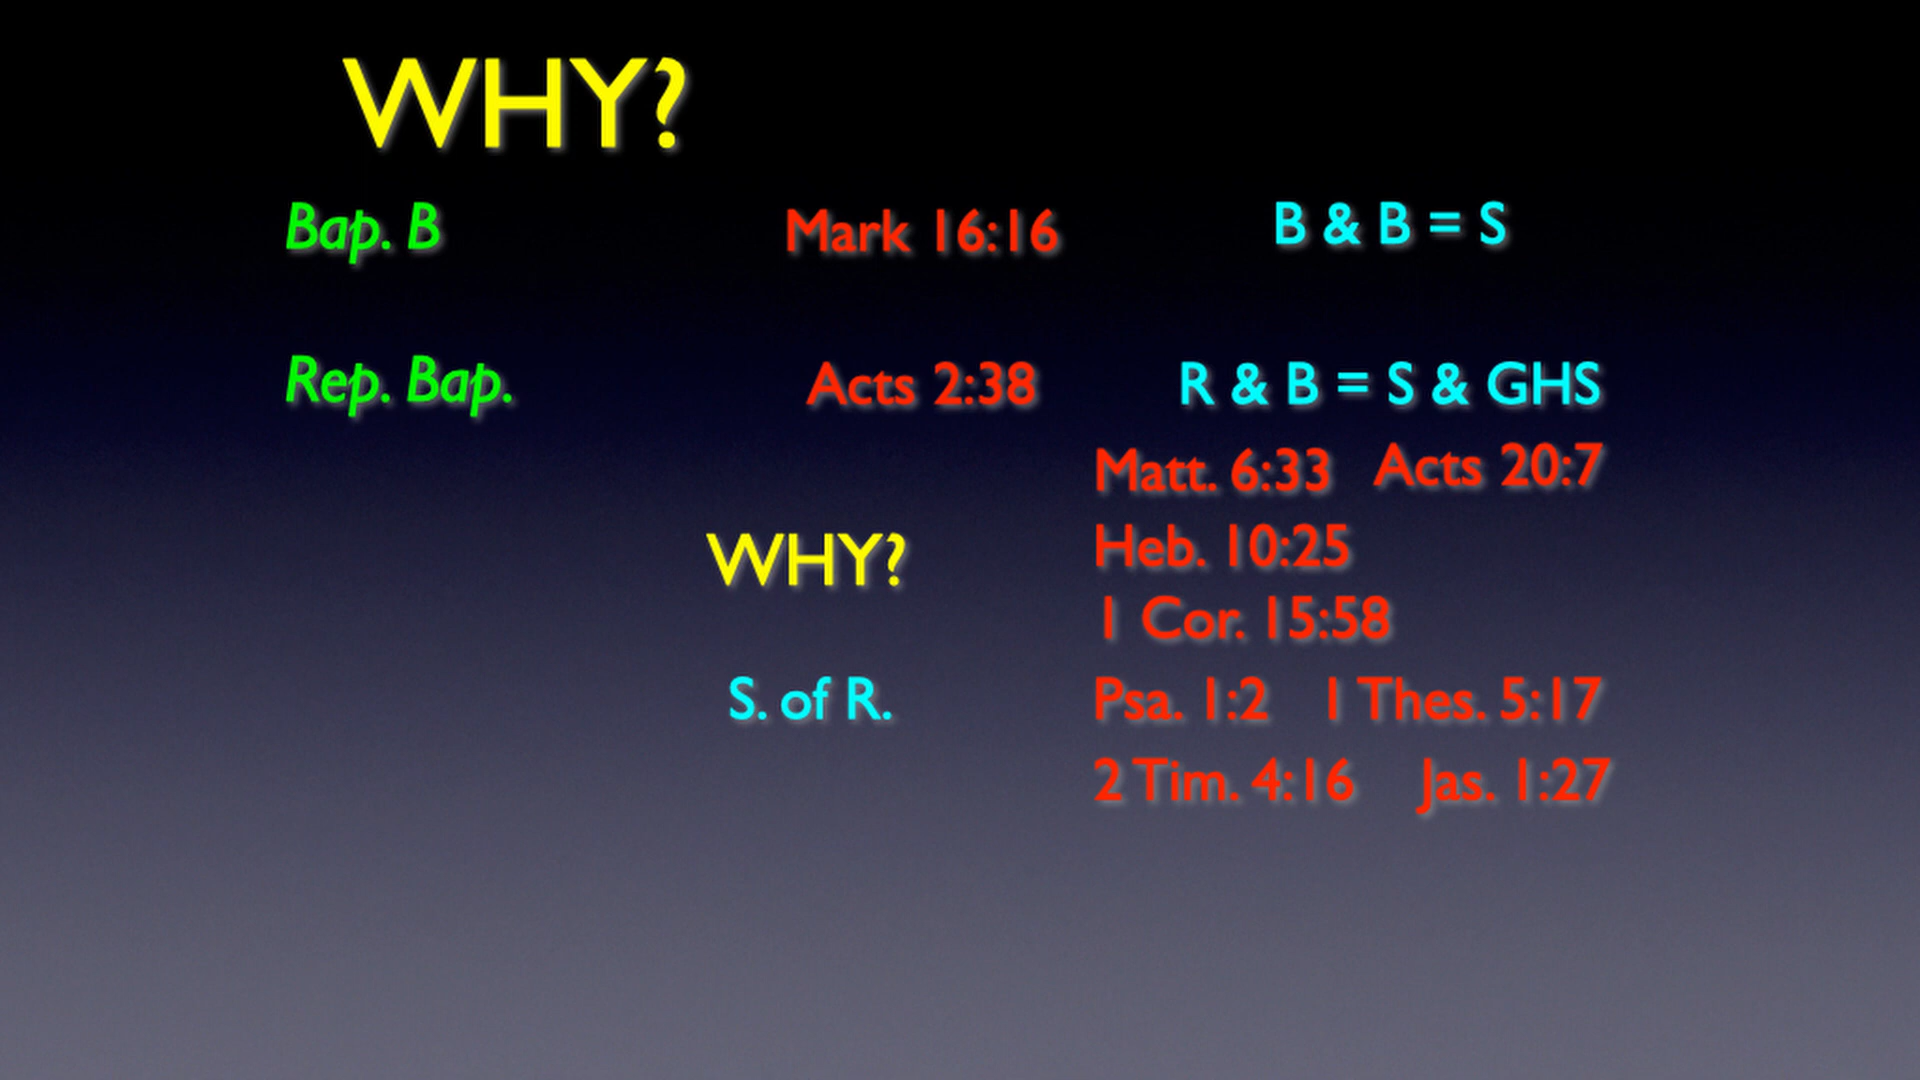 WHY?
Bap. B Mark 16:16 B & B = S
Rep. Bap. Acts 2:38 R & B = S & GHS
Matt. 6:33 Acts 20:7
WHY? Heb. 10:25
1 Cor. 15:58
S. of R. Psa. 1:2 1 Thes. 5:17
2 Tim. 4:16 Jas. 1:27